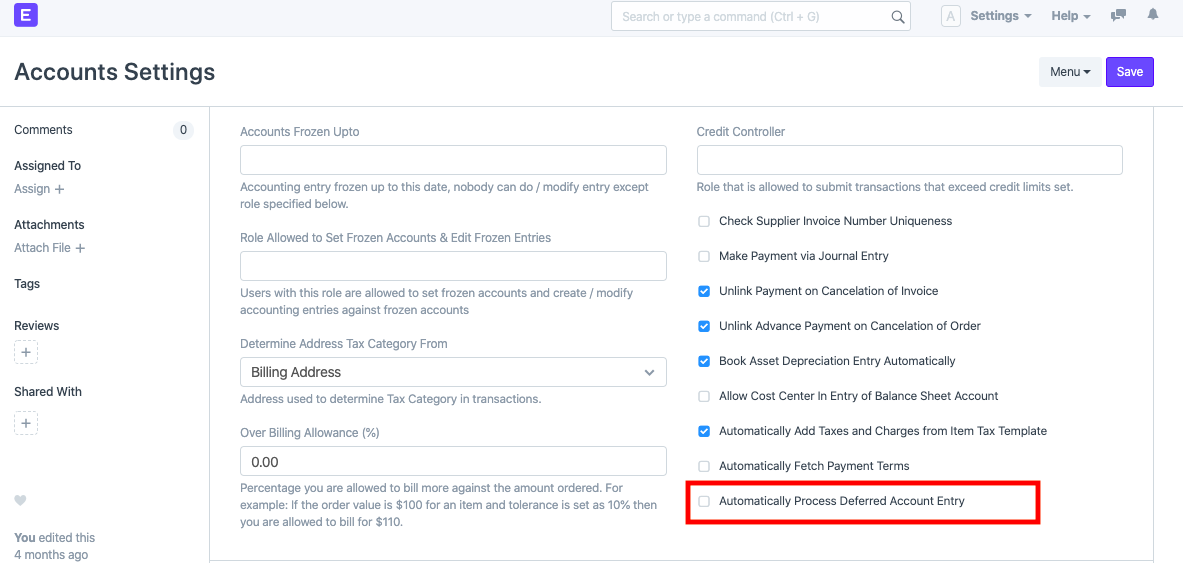 E
Search or type a command (Ctrl + G)
A
Settings
Help
Accounts Settings
Menu
Save
Comments
0
Assigned To
Assign +
Attachments
Attach File +
Tags
Reviews
+
Shared With
+
You edited this
4 months ago
Accounts Frozen Upto
Accounting entry frozen up to this date, nobody can do / modify entry except
role specified below.
Role Allowed to Set Frozen Accounts & Edit Frozen Entries
Users with this role are allowed to set frozen accounts and create / modify
accounting entries against frozen accounts
Determine Address Tax Category From
Billing Address
Address used to determine Tax Category in transactions.
Over Billing Allowance (%)
0.00
Percentage you are allowed to bill more against the amount ordered. For
example: If the order value is $100 for an item and tolerance is set as 10% then
you are allowed to bill for $110.
Credit Controller
Role that is allowed to submit transactions that exceed credit limits set.
Check Supplier Invoice Number Uniqueness
Make Payment via Journal Entry
Unlink Payment on Cancelation of Invoice
Unlink Advance Payment on Cancelation of Order
Book Asset Depreciation Entry Automatically
Allow Cost Center In Entry of Balance Sheet Account
Automatically Add Taxes and Charges from Item Tax Template
Automatically Fetch Payment Terms
Automatically Process Deferred Account Entry